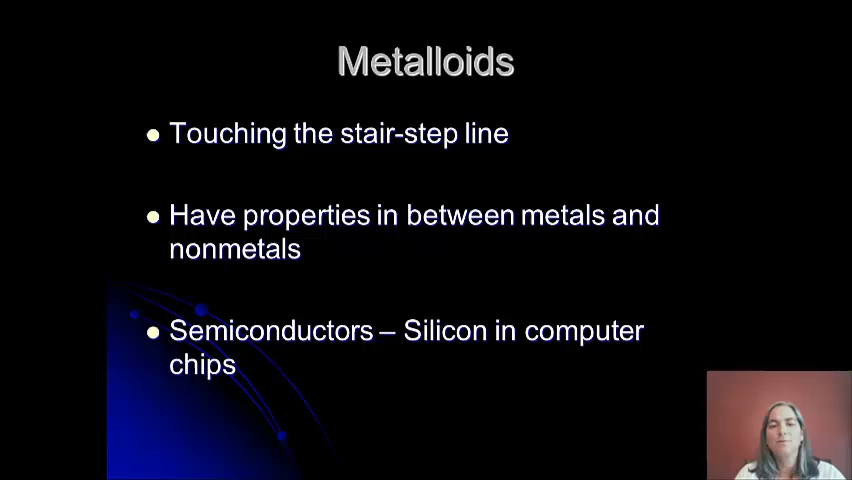 Metalloids
Touching the stair-step line
Have properties in between metals and
nonmetals
Semiconductors – Silicon in computer
chips